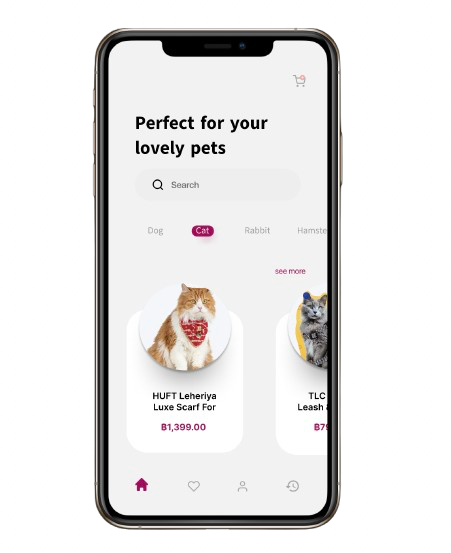 Perfect for your
lovely pets
Search
Dog Cat Rabbit Hamste
see more
HUFT Leheriya
Luxe Scarf For
฿1,399.00
TLC
Leash &
฿79